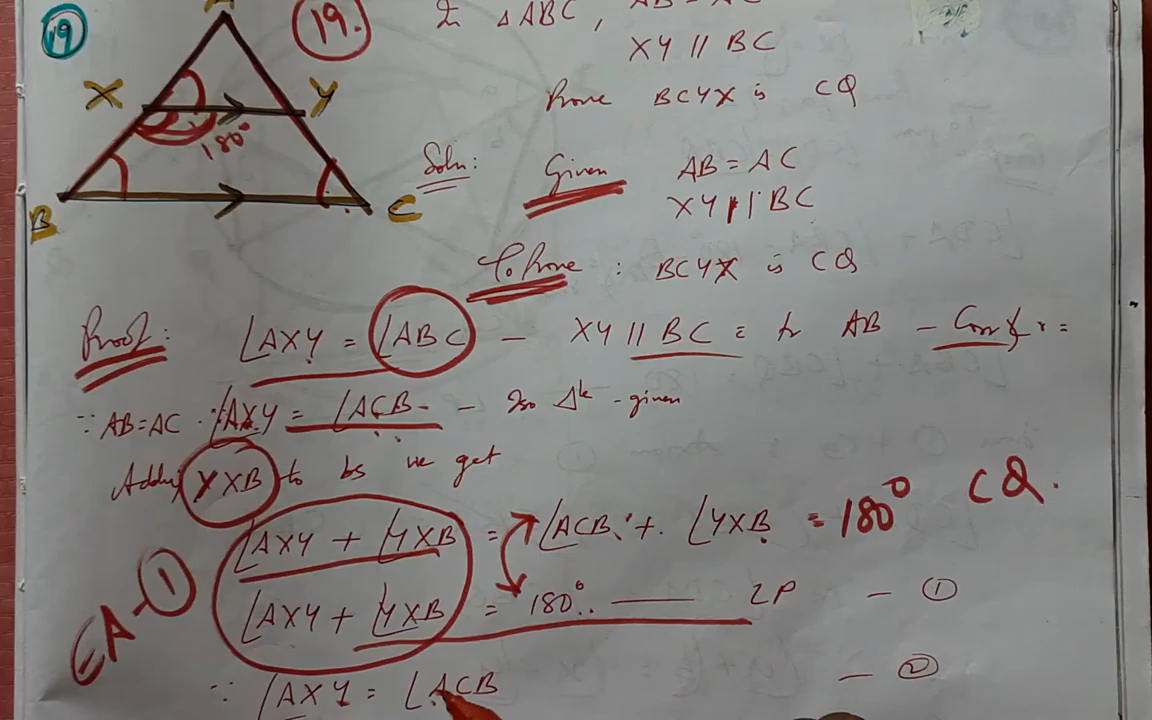 19
19.
In △ABC, AB = AC
XY // BC
Prove BCYX is CQ
A
X
Y
180°
B
C
Soln:
Given AB = AC
XY // BC
To Prove : BCYX is CQ
Proof: ∠AXY = ∠ABC - XY // BC & tr AB -
∵ AB=AC ∴ ∠AXY = ∠ACB - Iso △le - given
YXB to bs we get
∠AXY + ∠YXB = ∠ACB + ∠YXB = 180° CQ.
∠AXY + ∠YXB = 180° LP - ①
EA-①
∵ ∠AXY = ∠ACB - ②